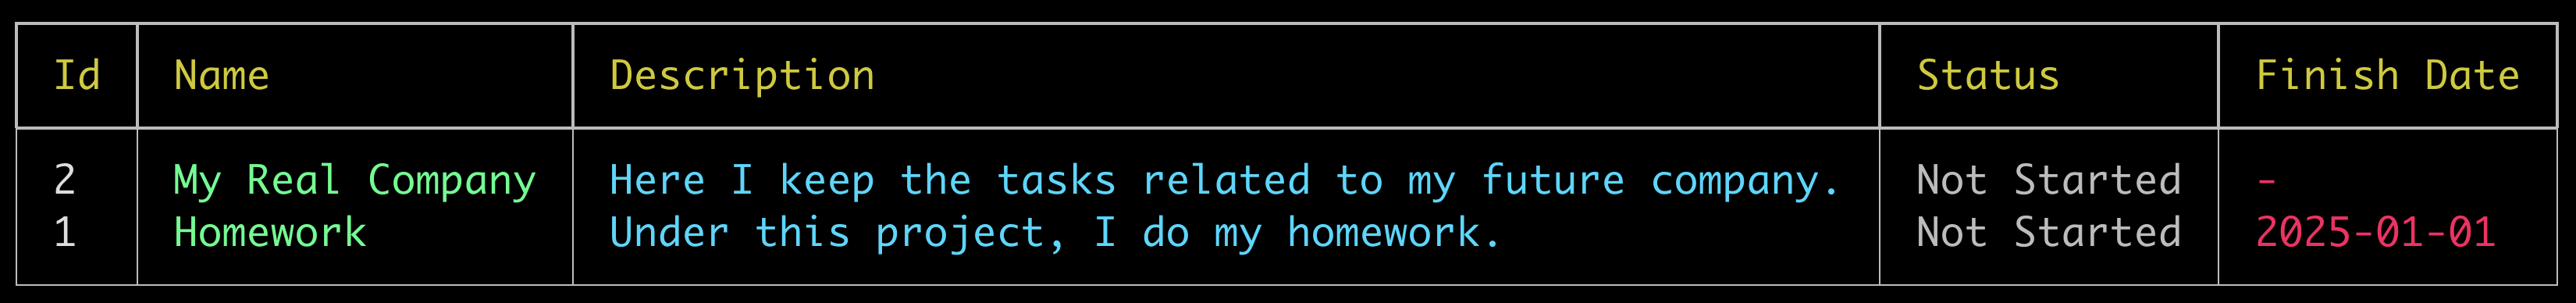 Id Name Description Status Finish Date
2 My Real Company Here I keep the tasks related to my future company. Not Started -
1 Homework Under this project, I do my homework. Not Started 2025-01-01